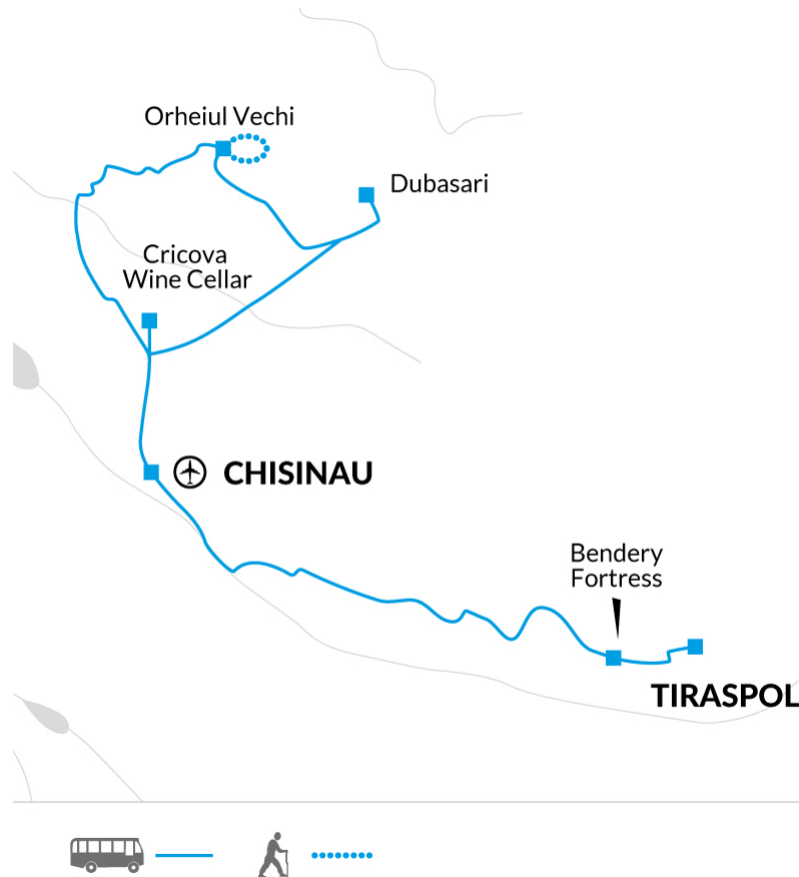 Orheiul Vechi
Dubasari
Cricova
Wine Cellar
CHISINAU
Bendery
Fortress
TIRASPOL